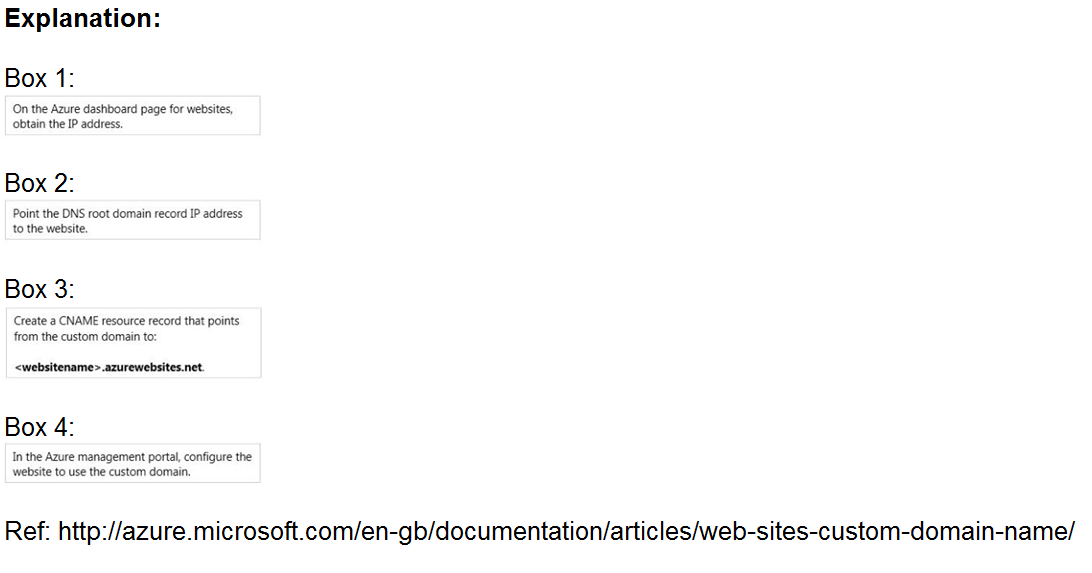 Explanation:
Box 1:
On the Azure dashboard page for websites,
obtain the IP address.
Box 2:
Point the DNS root domain record IP address
to the website.
Box 3:
Create a CNAME resource record that points
from the custom domain to:
<websitename>.azurewebsites.net.
Box 4:
In the Azure management portal, configure the
website to use the custom domain.
Ref: http://azure.microsoft.com/en-gb/documentation/articles/web-sites-custom-domain-name/